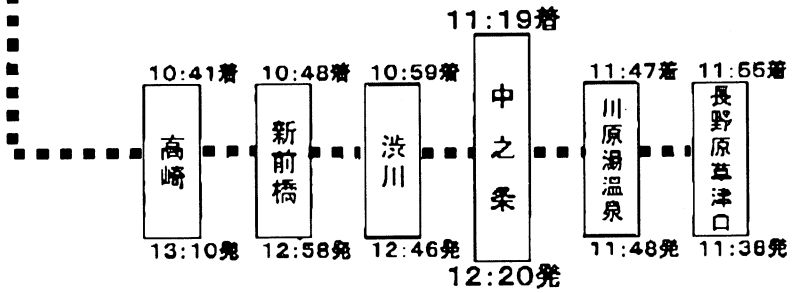 11:19着
10:41着 10:48着 10:59着 11:47着 11:55着
高崎
新前橋
渋川
中之条
川原湯温泉
長野原草津口
13:10発 12:58発 12:46発 11:48発 11:38発
12:20発